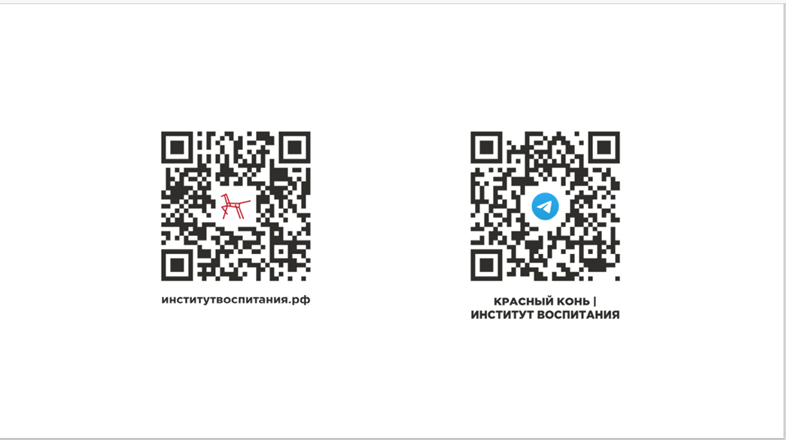 институтвоспитания.рф
КРАСНЫЙ КОНЬ |
ИНСТИТУТ ВОСПИТАНИЯ